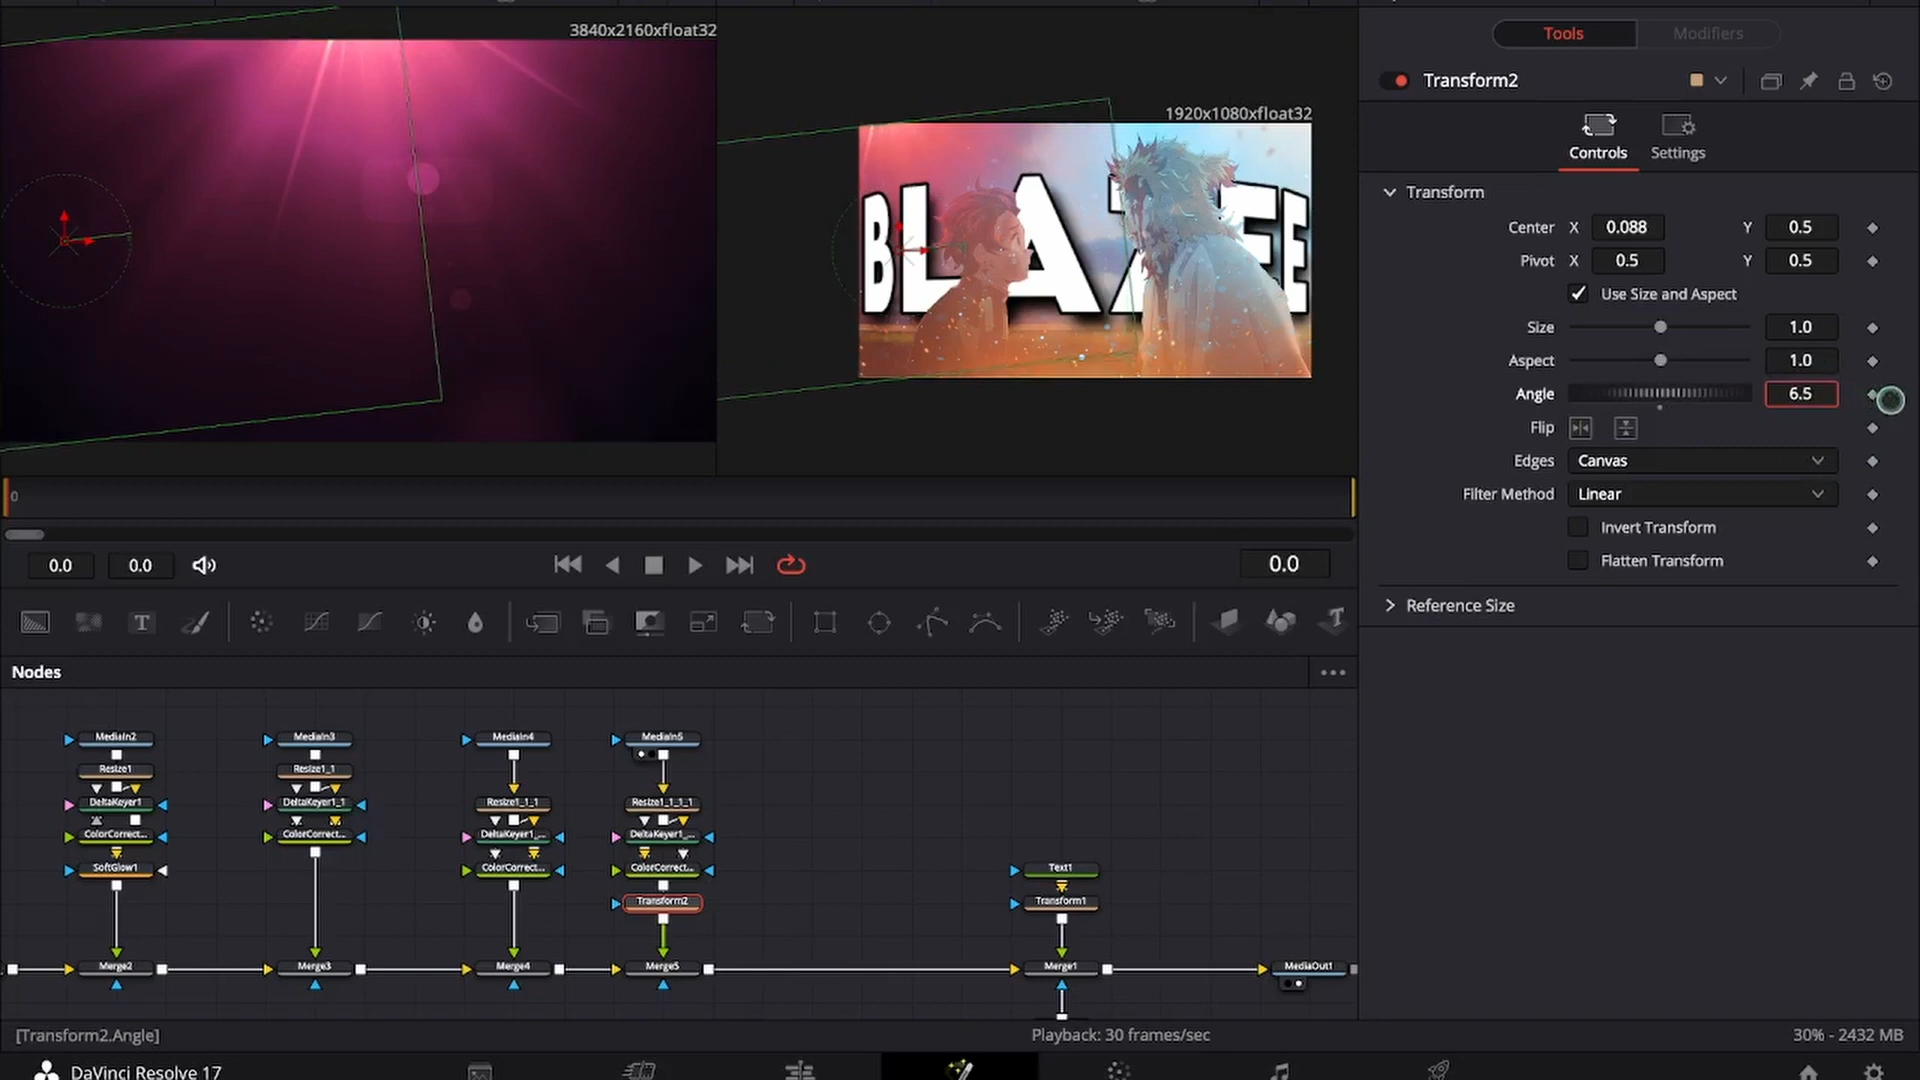 3840x2160xfloat32
1920x1080xfloat32
BLAZEE
0
0.0
0.0
0.0
Nodes
MediaIn2
MediaIn3
MediaIn4
MediaIn5
Resize1
Resize1_1
DeltaKeyer1
DeltaKeyer1_1
Resize1_1_1
Resize1_1_1_1
ColorCorrect...
ColorCorrect...
DeltaKeyer1_...
DeltaKeyer1_...
SoftGlow1
ColorCorrect...
ColorCorrect...
Text1
Transform2
Transform1
Merge2
Merge3
Merge4
Merge5
Merge1
MediaOut1
[Transform2.Angle]
Playback: 30 frames/sec
30% - 2432 MB
DaVinci Resolve 17
Tools
Modifiers
Transform2
Controls
Settings
Transform
Center X 0.088 Y 0.5
Pivot X 0.5 Y 0.5
Use Size and Aspect
Size 1.0
Aspect 1.0
Angle 6.5
Flip
Edges Canvas
Filter Method Linear
Invert Transform
Flatten Transform
Reference Size